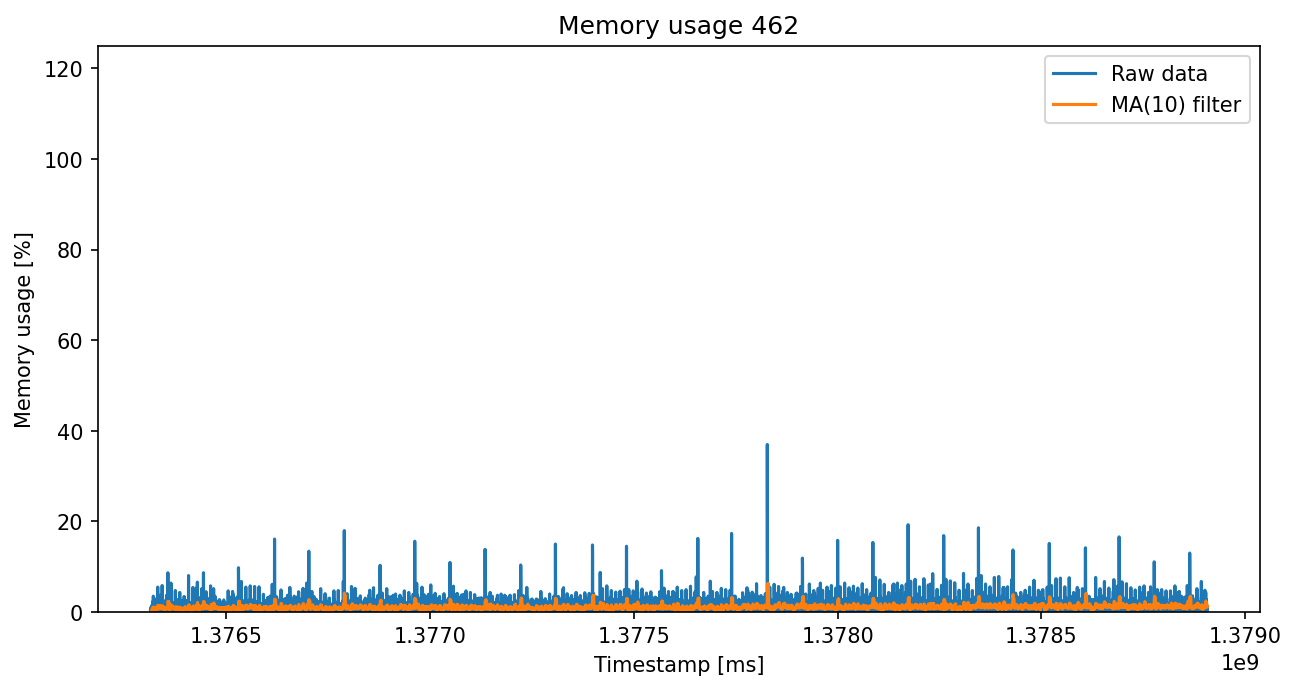 Memory usage 462
120
100
80
60
40
20
0
Memory usage [%]
Raw data
MA(10) filter
1.3765 1.3770 1.3775 1.3780 1.3785 1.3790
1e9
Timestamp [ms]